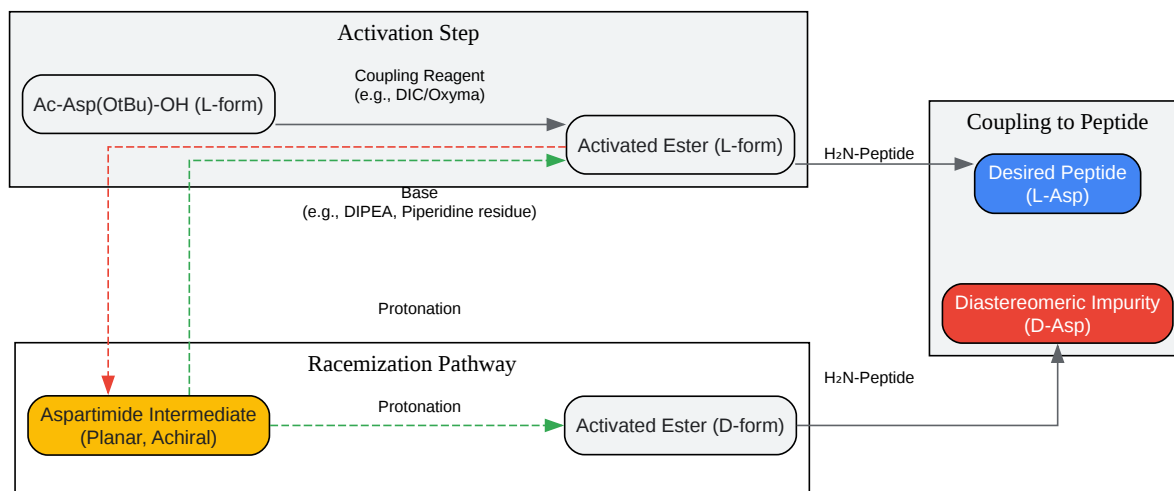 Activation Step
Coupling Reagent
(e.g., DIC/Oxyma)
Ac-Asp(OtBu)-OH (L-form)
Activated Ester (L-form)
H₂N-Peptide
Base
(e.g., DIPEA, Piperidine residue)
Coupling to Peptide
Desired Peptide
(L-Asp)
Diastereomeric Impurity
(D-Asp)
Protonation
Racemization Pathway
Aspartimide Intermediate
(Planar, Achiral)
Protonation
Activated Ester (D-form)
H₂N-Peptide